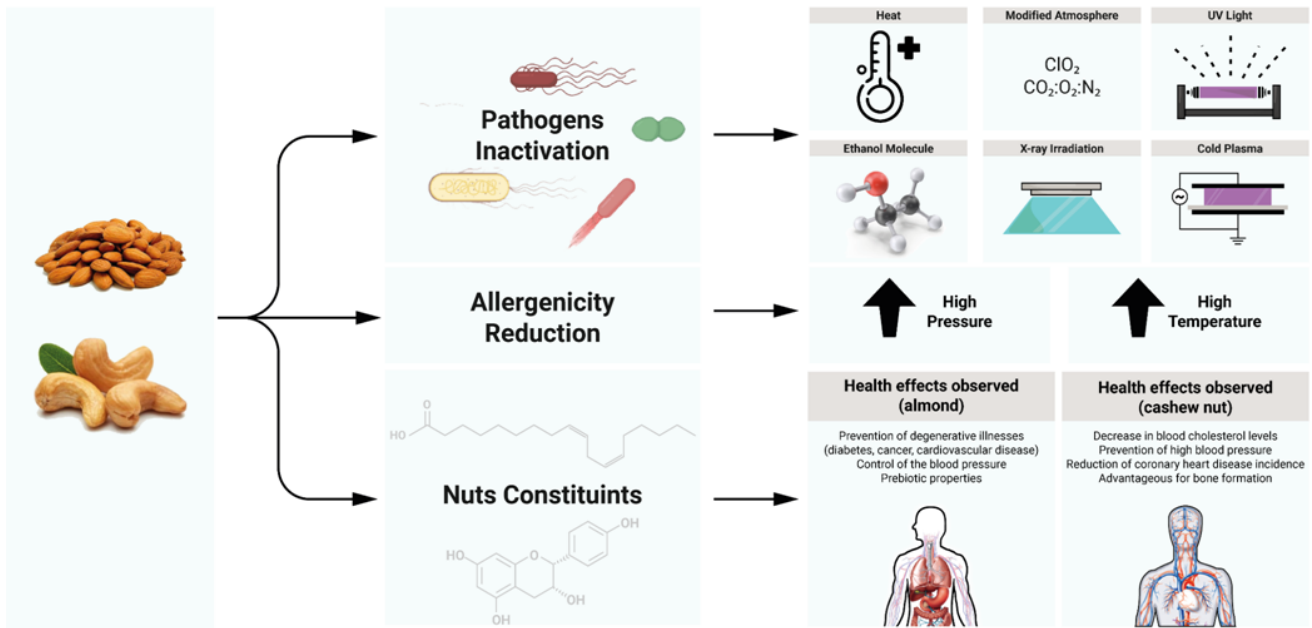 Heat
Modified Atmosphere
UV Light
ClO₂
CO₂:O₂:N₂
Pathogens
Inactivation
Ethanol Molecule
X-ray Irradiation
Cold Plasma
~
Allergenicity
Reduction
High
Pressure
High
Temperature
O
HO
Nuts Constituints
OH
HO
O
OH
OH
Health effects observed
(almond)
Prevention of degenerative illnesses
(diabetes, cancer, cardiovascular disease)
Control of the blood pressure
Prebiotic properties
Health effects observed
(cashew nut)
Decrease in blood cholesterol levels
Prevention of high blood pressure
Reduction of coronary heart disease incidence
Advantageous for bone formation